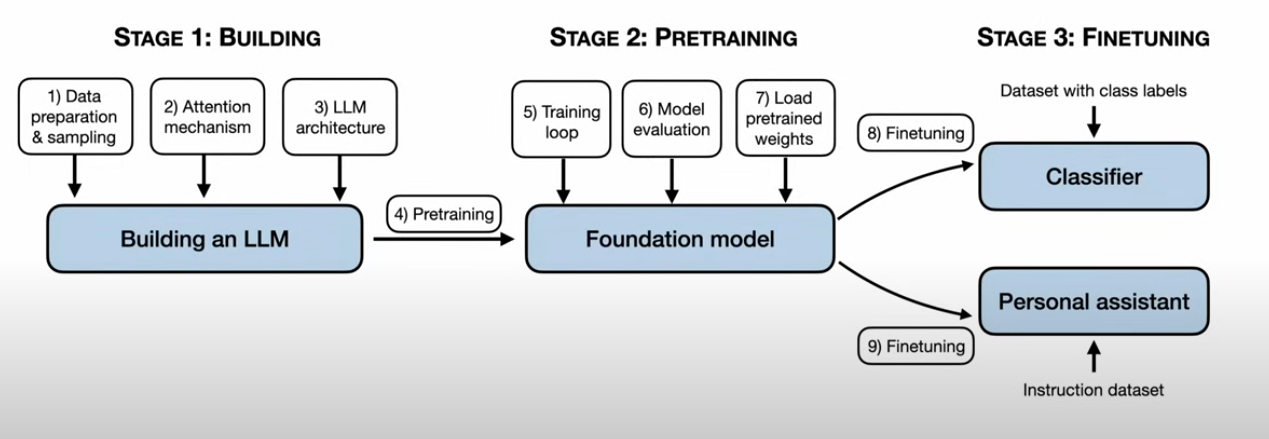 STAGE 1: BUILDING
STAGE 2: PRETRAINING
STAGE 3: FINETUNING
1) Data
preparation
& sampling
2) Attention
mechanism
3) LLM
architecture
Building an LLM
4) Pretraining
5) Training
loop
6) Model
evaluation
7) Load
pretrained
weights
Foundation model
8) Finetuning
Dataset with class labels
Classifier
9) Finetuning
Personal assistant
Instruction dataset